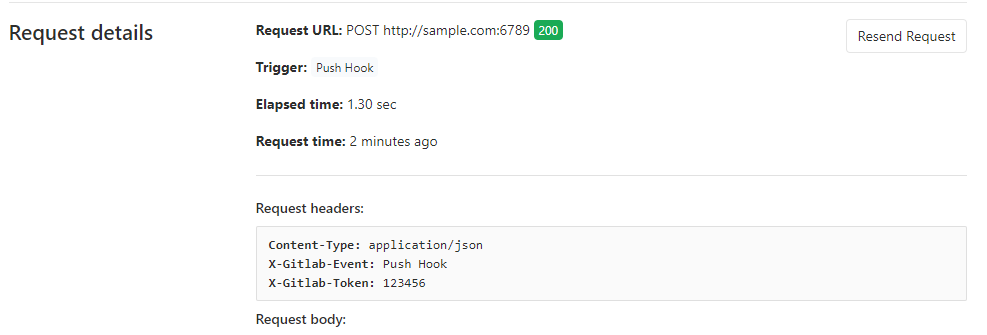 Request details
Request URL: POST http://sample.com:6789 200
Resend Request
Trigger: Push Hook
Elapsed time: 1.30 sec
Request time: 2 minutes ago
Request headers:
Content-Type: application/json
X-Gitlab-Event: Push Hook
X-Gitlab-Token: 123456
Request body: